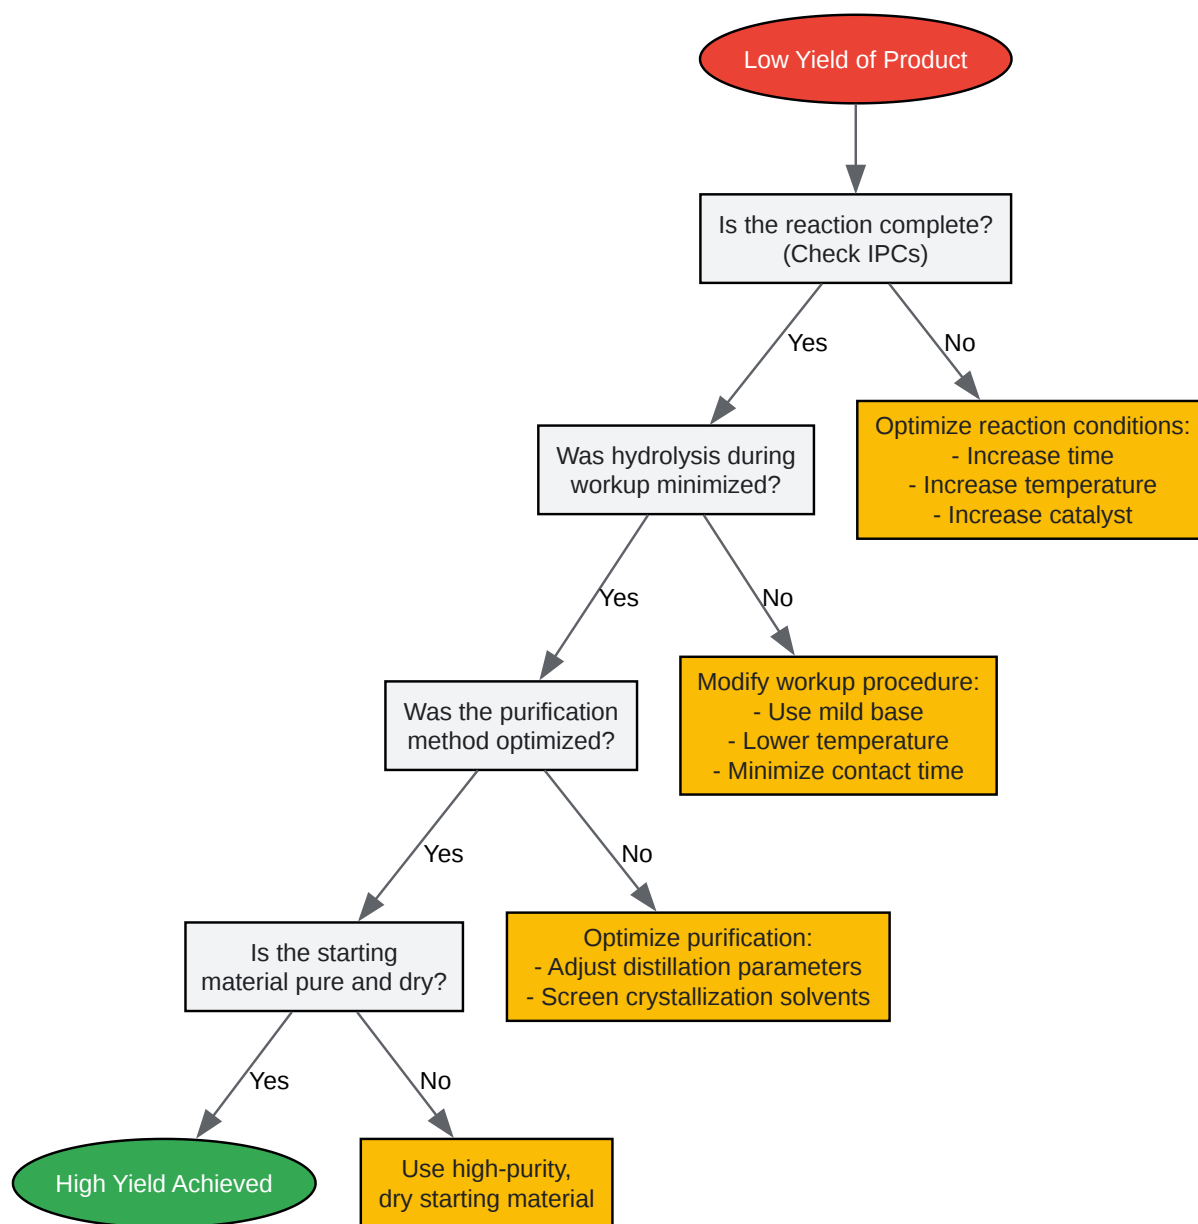 Low Yield of Product
Is the reaction complete?
(Check IPCs)
Yes
No
Optimize reaction conditions:
- Increase time
- Increase temperature
- Increase catalyst
Was hydrolysis during
workup minimized?
Yes
No
Modify workup procedure:
- Use mild base
- Lower temperature
- Minimize contact time
Was the purification
method optimized?
Yes
No
Optimize purification:
- Adjust distillation parameters
- Screen crystallization solvents
Is the starting
material pure and dry?
Yes
No
High Yield Achieved
Use high-purity,
dry starting material